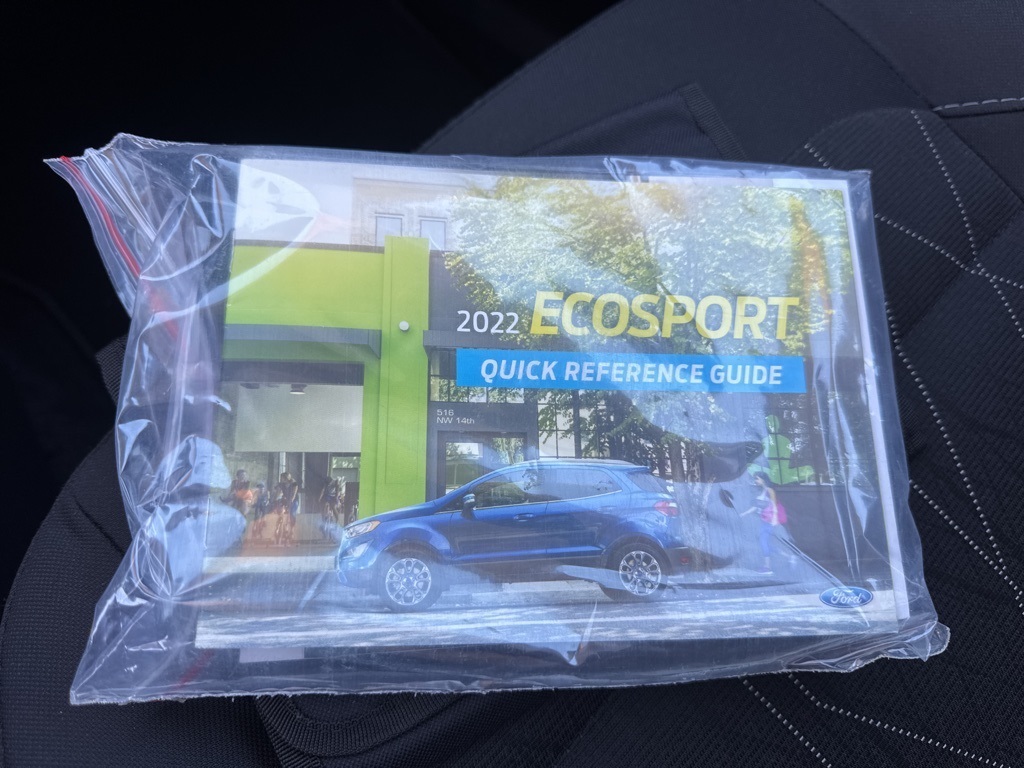 2022 ECOSPORT
QUICK REFERENCE GUIDE
516
NW 14th
Ford